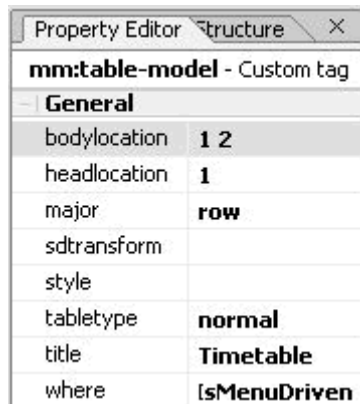 Property Editor Structure ×
mm:table-model - Custom tag
General
bodylocation 1 2
headlocation 1
major row
sdtransform
style
tabletype normal
title Timetable
where [sMenuDriven